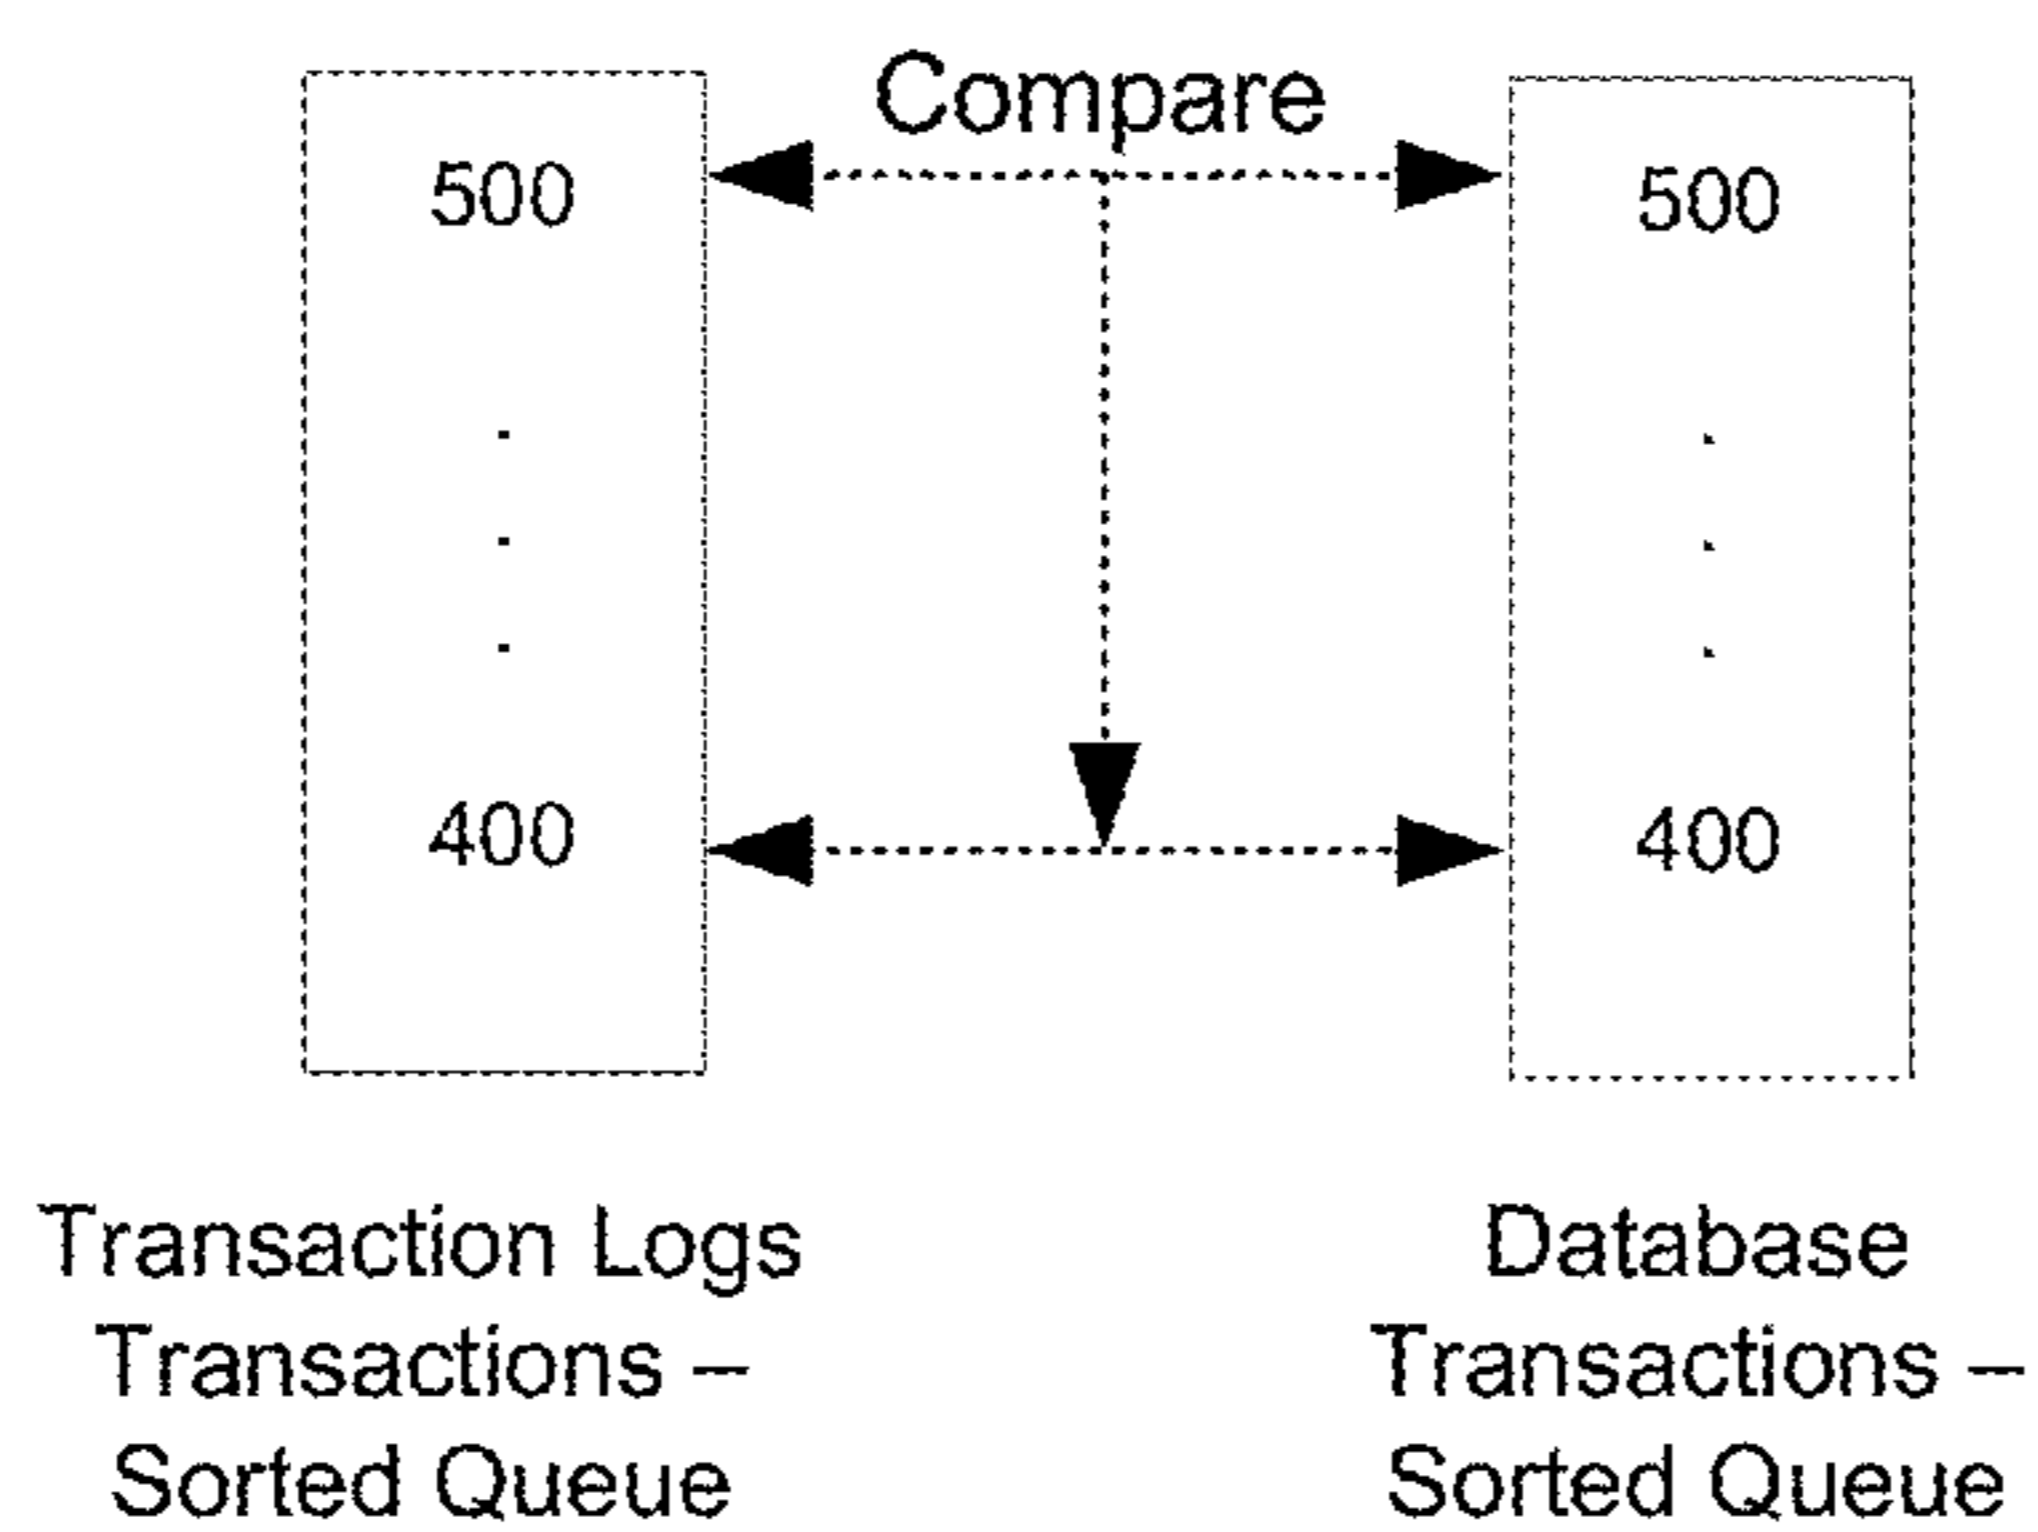 Compare
500
500
.
.
.
.
.
.
400
400
Transaction Logs
Transactions –
Sorted Queue
Database
Transactions –
Sorted Queue